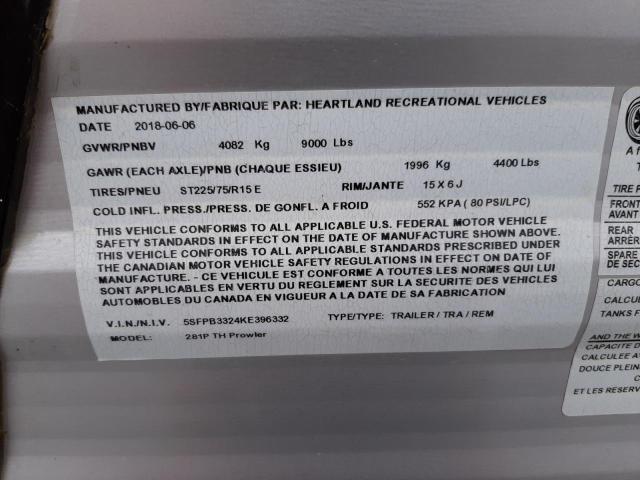 MANUFACTURED BY/FABRIQUE PAR: HEARTLAND RECREATIONAL VEHICLES
DATE 2018-06-06
GVWR/PNBV 4082 Kg 9000 Lbs
GAWR (EACH AXLE)/PNB (CHAQUE ESSIEU) 1996 Kg 4400 Lbs
TIRES/PNEU ST225/75/R15 E RIM/JANTE 15 X 6 J
COLD INFL. PRESS./PRESS. DE GONFL. A FROID 552 KPA ( 80 PSI/LPC)
THIS VEHICLE CONFORMS TO ALL APPLICABLE U.S. FEDERAL MOTOR VEHICLE
SAFETY STANDARDS IN EFFECT ON THE DATE OF MANUFACTURE SHOWN ABOVE.
THIS VEHICLE CONFORMS TO ALL APPLICABLE STANDARDS PRESCRIBED UNDER
THE CANADIAN MOTOR VEHICLE SAFETY REGULATIONS IN EFFECT ON DATE OF
MANUFACTURE. - CE VEHICULE EST CONFORME A TOUTES LES NORMES QUI LUI
SONT APPLICABLES EN VERTU DU REGLEMENT SUR LA SECURITE DES VEHICLES
AUTOMOBILES DU CANADA EN VIGUEUR A LA DATE DE SA FABRICATION
V.I.N./N.I.V. 5SFPB3324KE396332 TYPE/TYPE: TRAILER / TRA / REM
MODEL: 281P TH Prowler
TIRE
FRONT
AVANT
REAR
ARRIÈR
SPARE
DE SEC
CARGO
CALCUL
TANKS F
AND THE W
CAPACITE D
CALCULEE AV
DOUCE PLEIN
ET LES RESERV